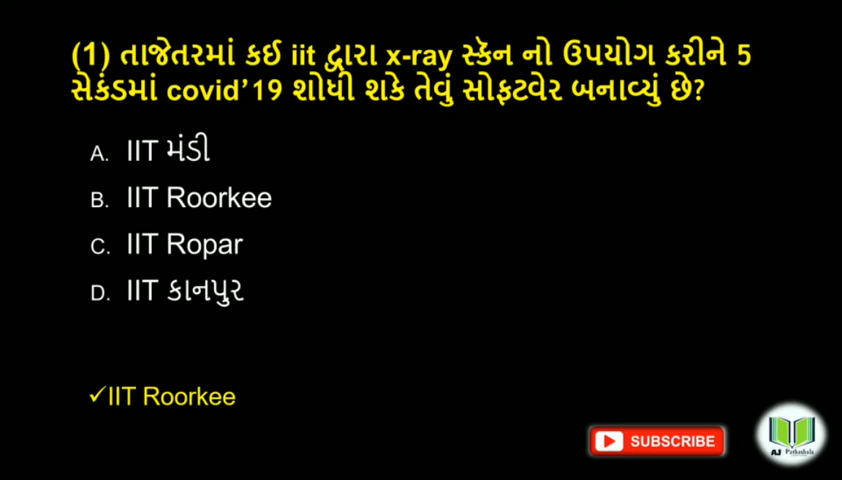 (1) તાજેતરમાં કઈ iit દ્વારા x-ray સ્કૅન નો ઉપયોગ કરીને 5
સેકંડમાં covid'19 શોધી શકે તેવું સોફટવેર બનાવ્યું છે?
A. IIT મંડી
B. IIT Roorkee
C. IIT Ropar
D. IIT કાનપુર
✓IIT Roorkee
SUBSCRIBE
AJ Pathshala